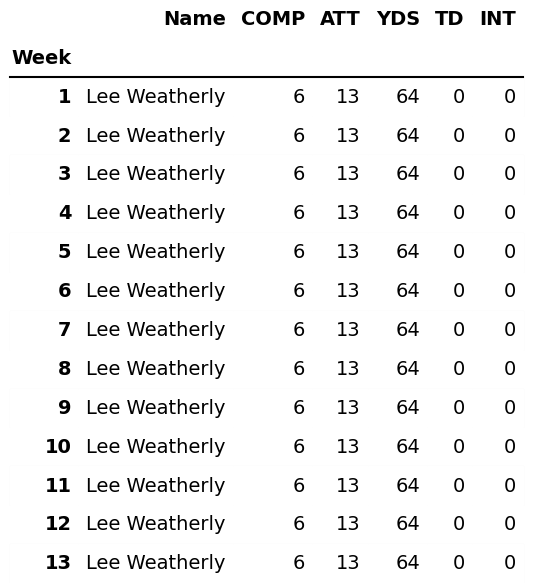 Name COMP ATT YDS TD INT
Week
1 Lee Weatherly 6 13 64 0 0
2 Lee Weatherly 6 13 64 0 0
3 Lee Weatherly 6 13 64 0 0
4 Lee Weatherly 6 13 64 0 0
5 Lee Weatherly 6 13 64 0 0
6 Lee Weatherly 6 13 64 0 0
7 Lee Weatherly 6 13 64 0 0
8 Lee Weatherly 6 13 64 0 0
9 Lee Weatherly 6 13 64 0 0
10 Lee Weatherly 6 13 64 0 0
11 Lee Weatherly 6 13 64 0 0
12 Lee Weatherly 6 13 64 0 0
13 Lee Weatherly 6 13 64 0 0